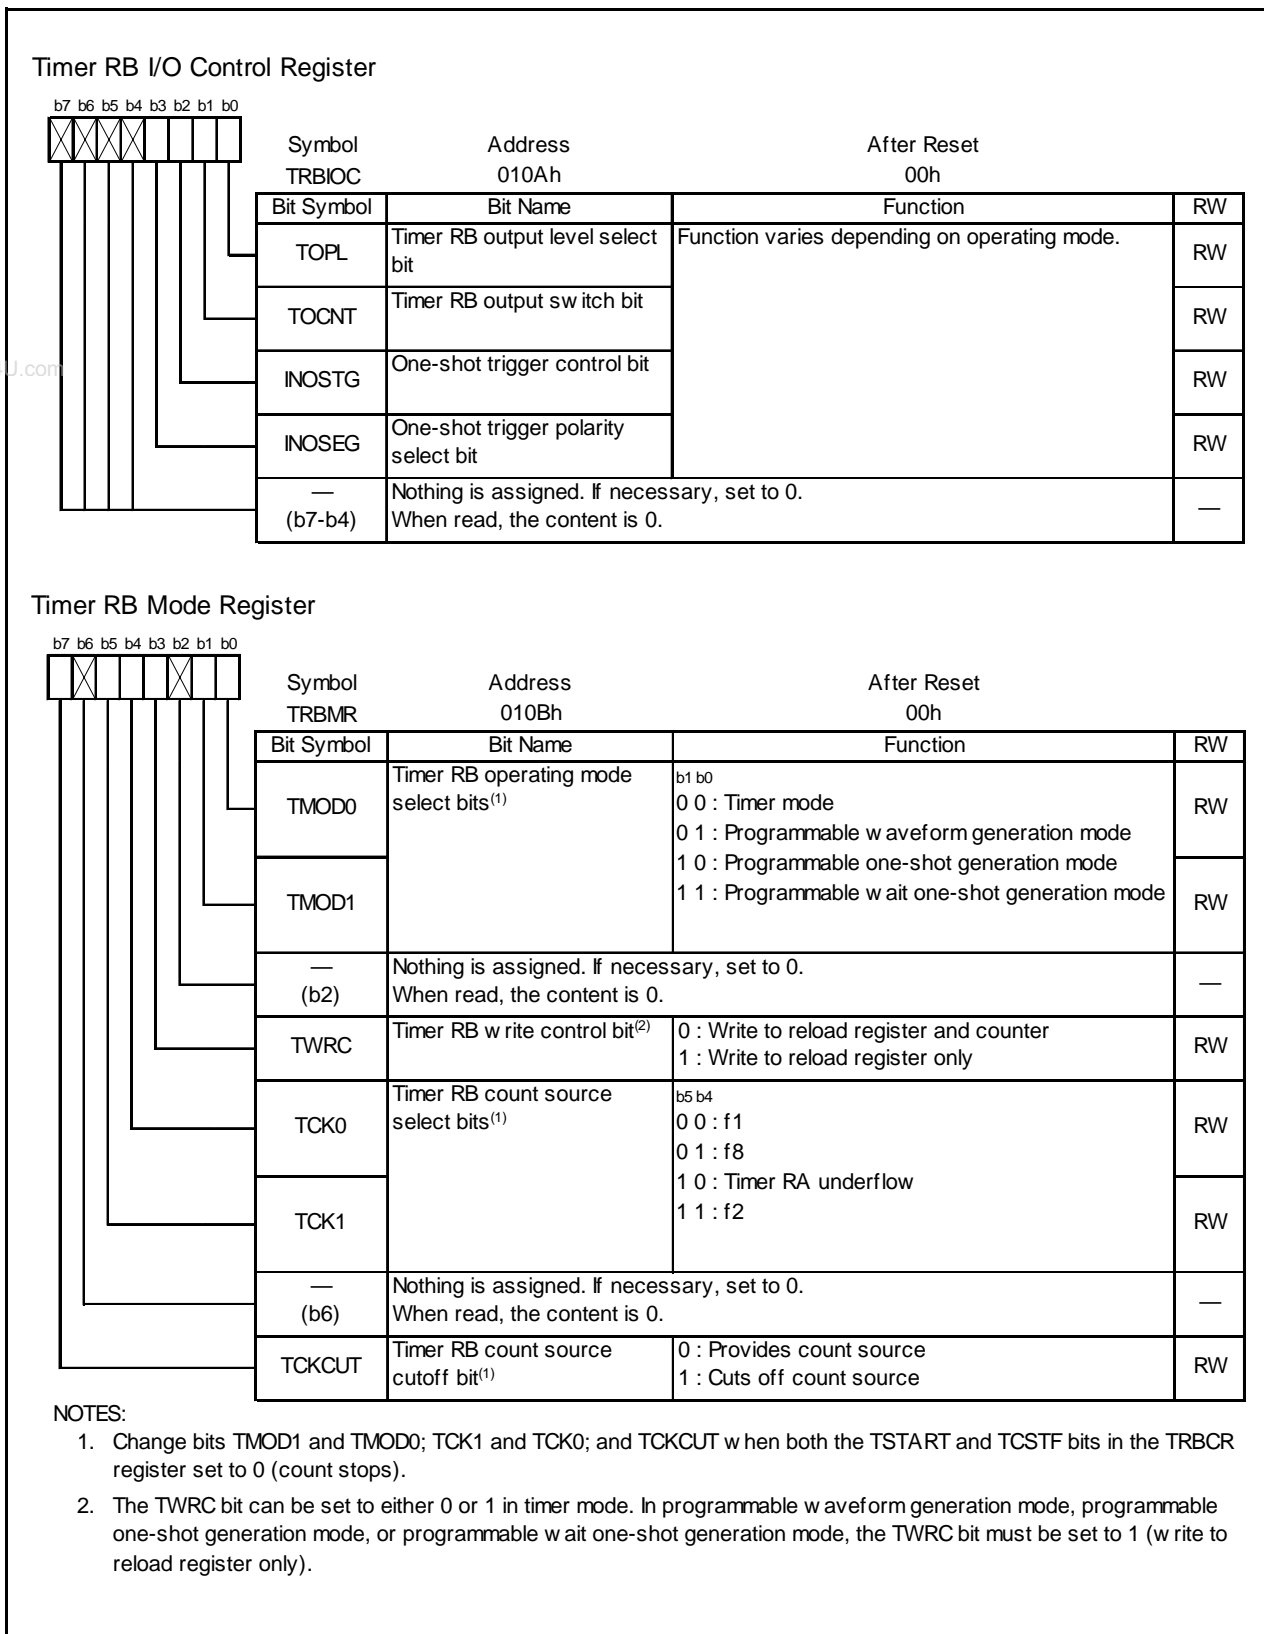 Timer RB I/O Control Register
b7 b6 b5 b4 b3 b2 b1 b0
Symbol Address After Reset
TRBIOC 010Ah 00h
Bit Symbol Bit Name Function RW
TOPL Timer RB output level select bit Function varies depending on operating mode. RW
TOCNT Timer RB output switch bit RW
U.com
INOSTG One-shot trigger control bit RW
INOSEG One-shot trigger polarity select bit RW
— (b7-b4) Nothing is assigned. If necessary, set to 0.
When read, the content is 0. —
Timer RB Mode Register
b7 b6 b5 b4 b3 b2 b1 b0
Symbol Address After Reset
TRBMR 010Bh 00h
Bit Symbol Bit Name Function RW
TMOD0 Timer RB operating mode select bits(1) b1 b0
0 0 : Timer mode RW
0 1 : Programmable waveform generation mode
1 0 : Programmable one-shot generation mode
TMOD1 1 1 : Programmable wait one-shot generation mode RW
— (b2) Nothing is assigned. If necessary, set to 0.
When read, the content is 0. —
TWRC Timer RB write control bit(2) 0 : Write to reload register and counter
1 : Write to reload register only RW
TCK0 Timer RB count source select bits(1) b5 b4
0 0 : f1 RW
0 1 : f8
1 0 : Timer RA underflow
TCK1 1 1 : f2 RW
— (b6) Nothing is assigned. If necessary, set to 0.
When read, the content is 0. —
TCKCUT Timer RB count source cutoff bit(1) 0 : Provides count source
1 : Cuts off count source RW
NOTES:
1. Change bits TMOD1 and TMOD0; TCK1 and TCK0; and TCKCUT when both the TSTART and TCSTF bits in the TRBCR
register set to 0 (count stops).
2. The TWRC bit can be set to either 0 or 1 in timer mode. In programmable waveform generation mode, programmable
one-shot generation mode, or programmable wait one-shot generation mode, the TWRC bit must be set to 1 (write to
reload register only).